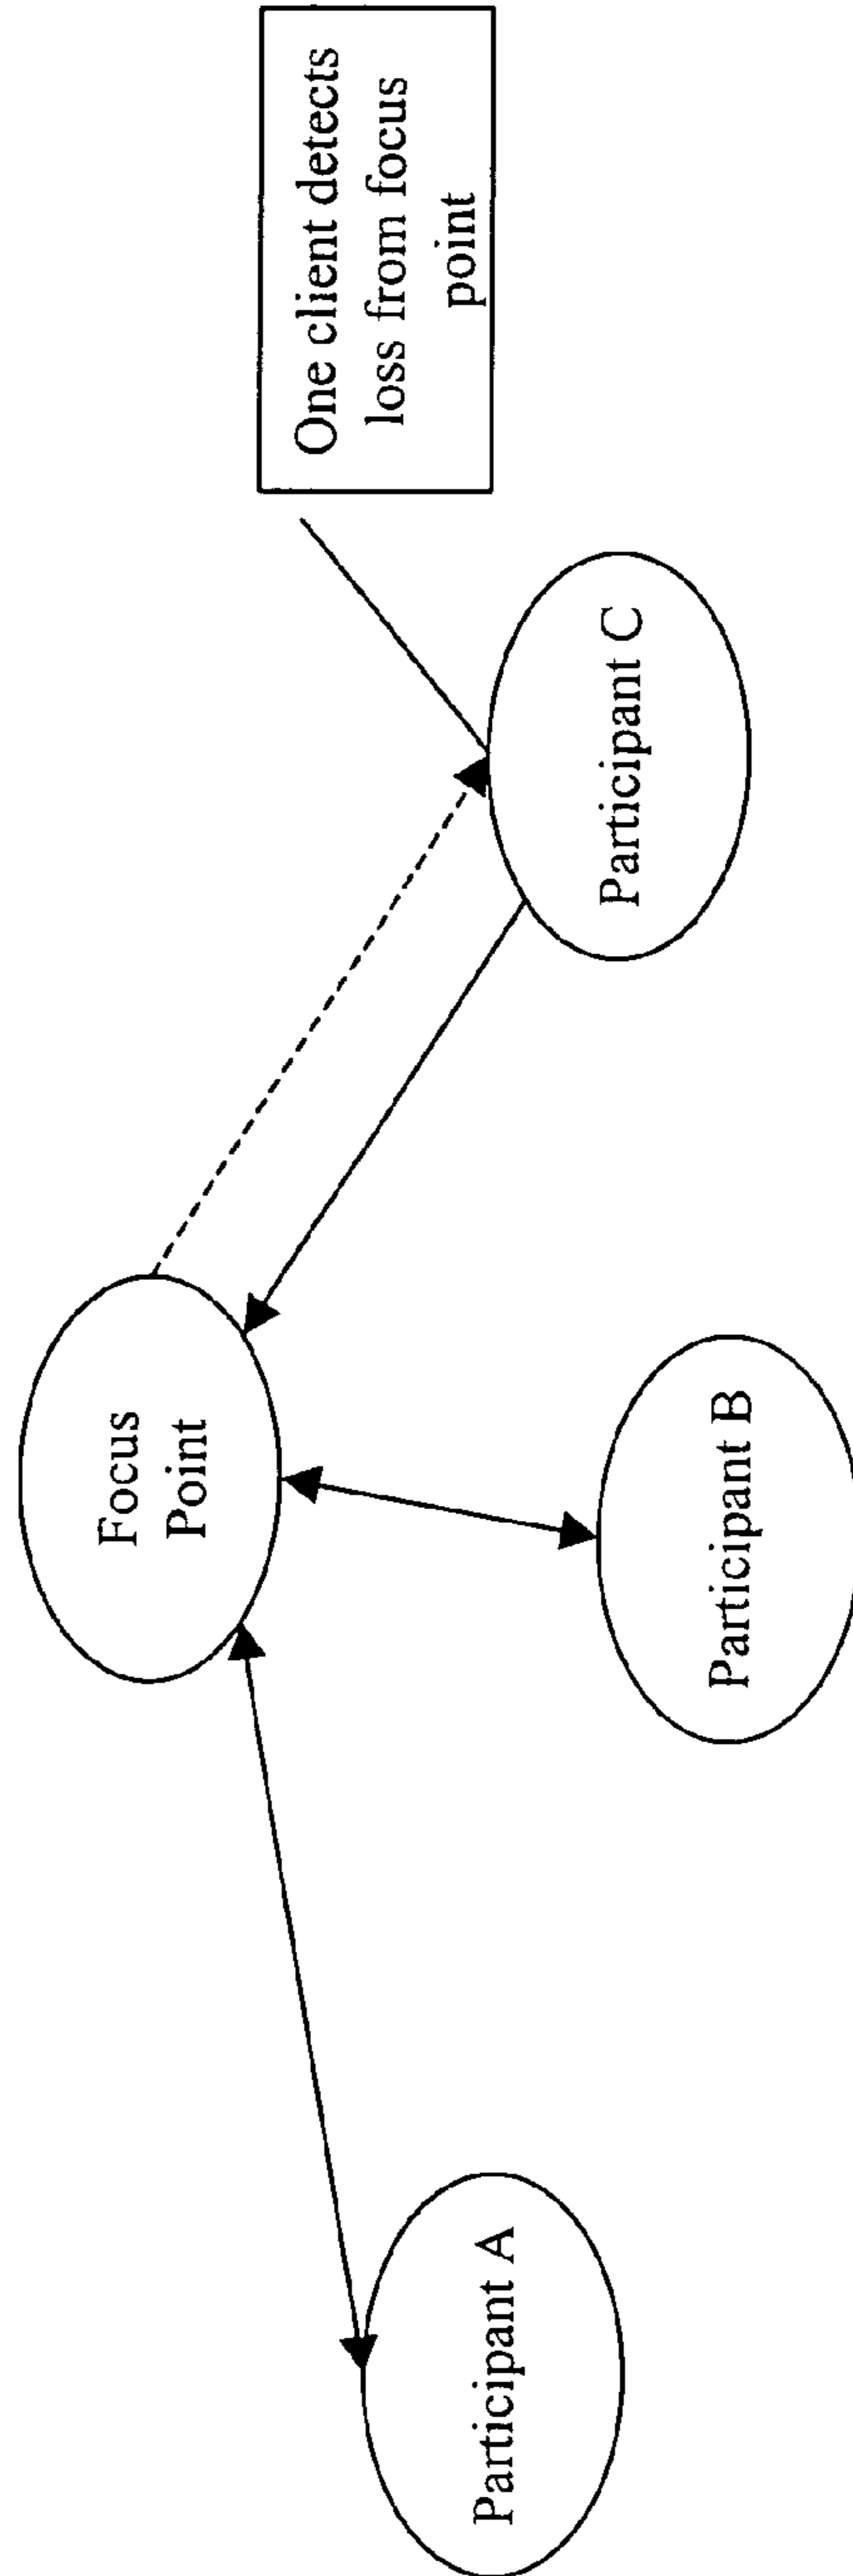 Focus
Point
One client detects
loss from focus
point
Participant A
Participant B
Participant C